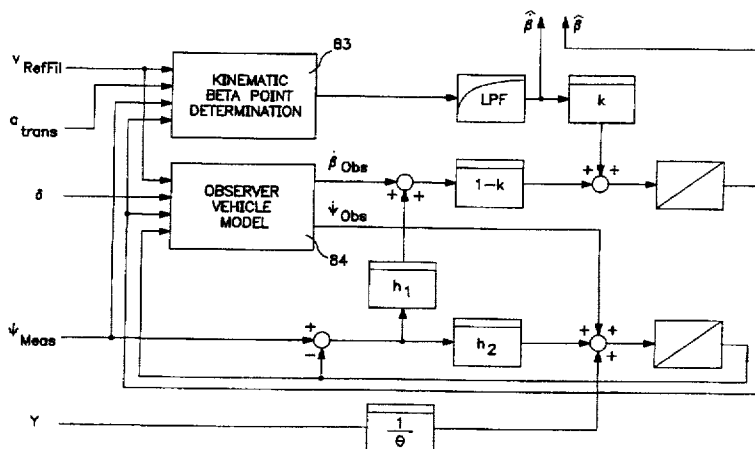 β̂̇ β̂
v RefFil
83
KINEMATIC
BETA POINT
DETERMINATION
LPF
k
a trans
+ +
δ
OBSERVER
VEHICLE
MODEL
β̇ Obs
+ +
1-k
ψ̇ Obs
84
h₁
ψ̇ Meas
+
−
h₂
+ +
+
Y
1
Θ